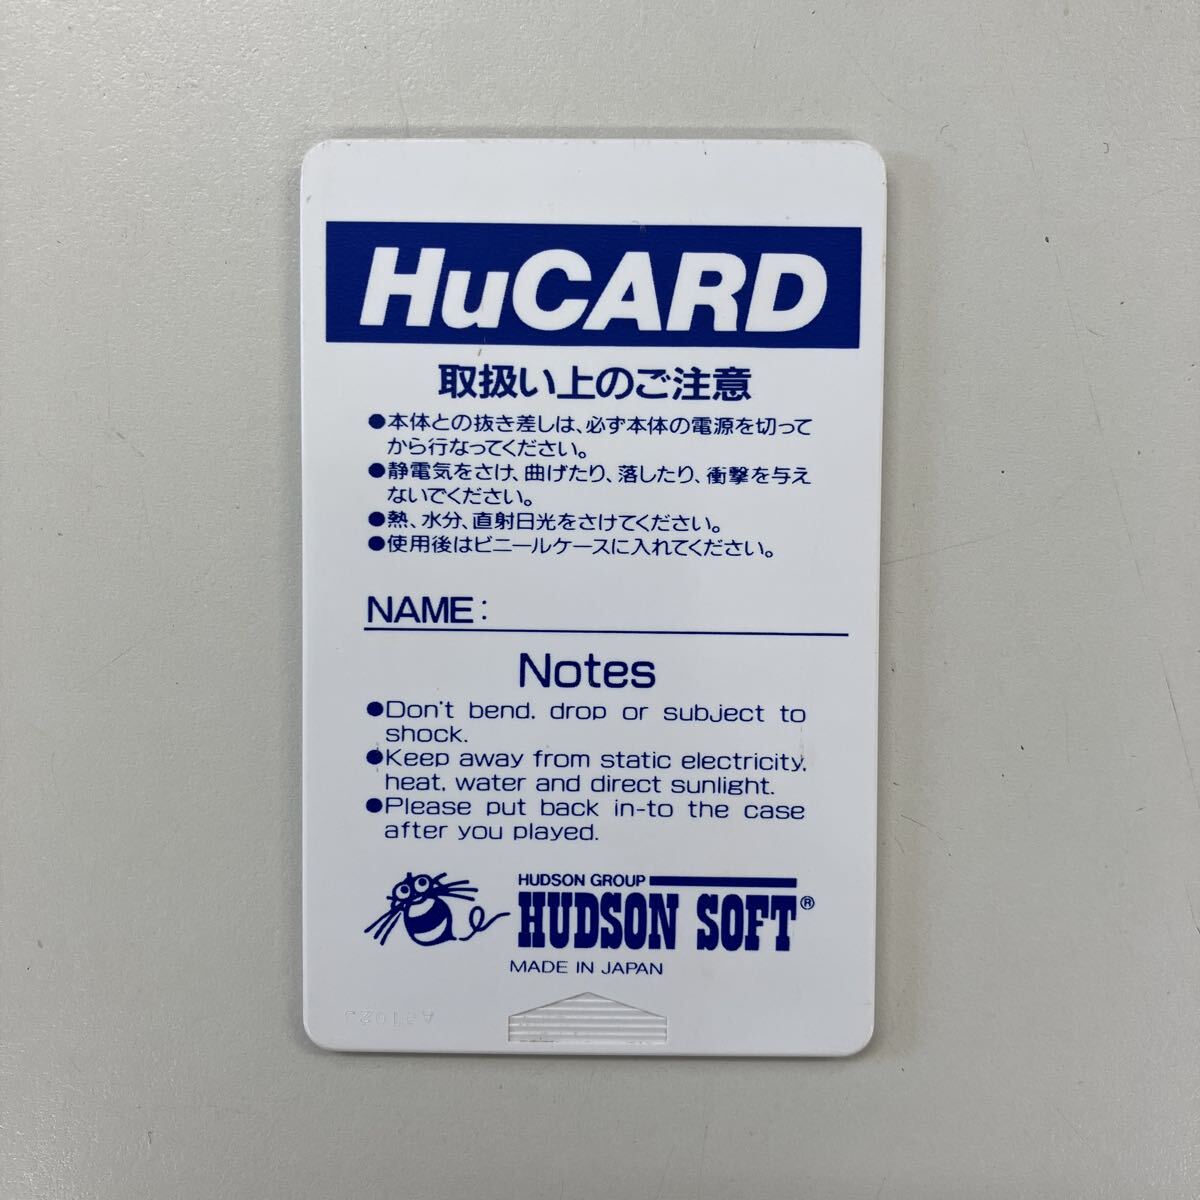 HuCARD
取扱い上のご注意
●本体との抜き差しは、必ず本体の電源を切って
から行なってください。
●静電気をさけ、曲げたり、落したり、衝撃を与え
ないでください。
●熱、水分、直射日光をさけてください。
●使用後はビニールケースに入れてください。
NAME:
Notes
●Don't bend, drop or subject to
shock.
●Keep away from static electricity,
heat, water and direct sunlight.
●Please put back in-to the case
after you played.
HUDSON GROUP
HUDSON SOFT®
MADE IN JAPAN